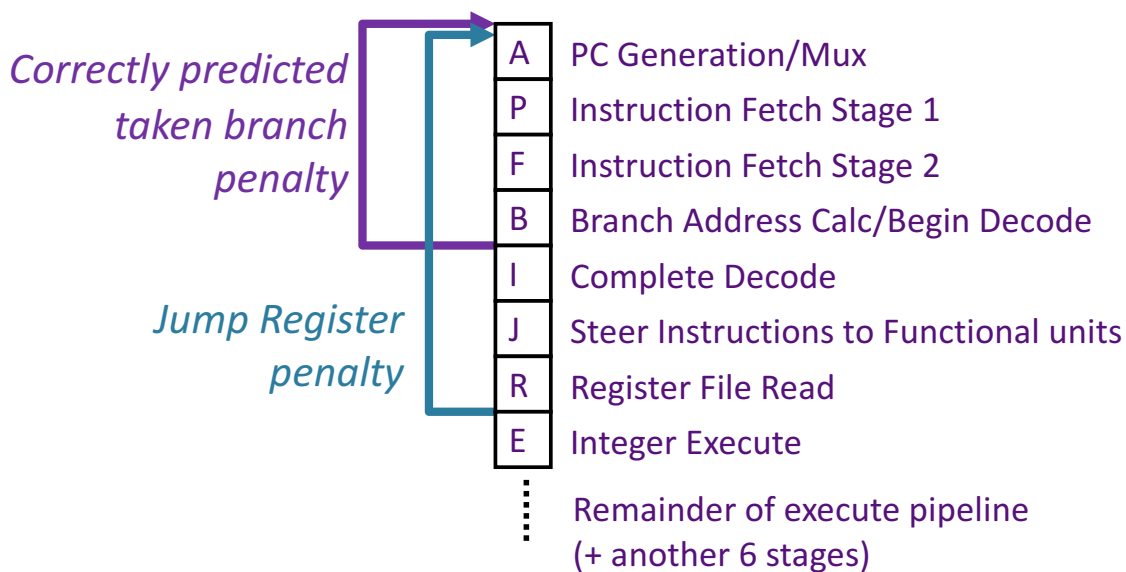 Correctly predicted
taken branch
penalty
Jump Register
penalty
A PC Generation/Mux
P Instruction Fetch Stage 1
F Instruction Fetch Stage 2
B Branch Address Calc/Begin Decode
I Complete Decode
J Steer Instructions to Functional units
R Register File Read
E Integer Execute
Remainder of execute pipeline
(+ another 6 stages)